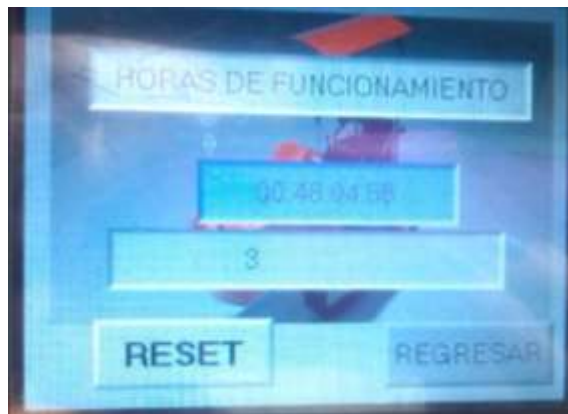 HORAS DE FUNCIONAMIENTO
00:48:04:58
3
RESET
REGRESAR